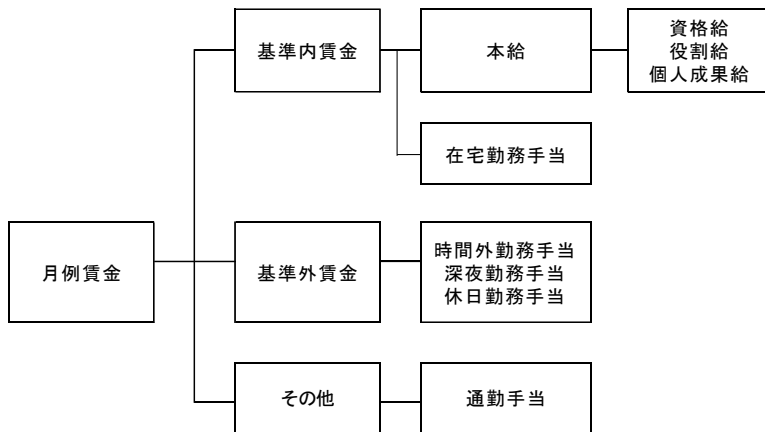 基準内賃金
本給
資格給
役割給
個人成果給
在宅勤務手当
月例賃金
基準外賃金
時間外勤務手当
深夜勤務手当
休日勤務手当
その他
通勤手当